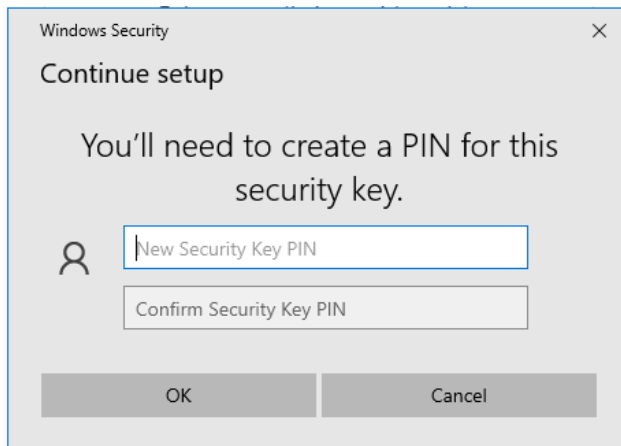 Windows Security
Continue setup
You'll need to create a PIN for this
security key.
New Security Key PIN
Confirm Security Key PIN
OK
Cancel